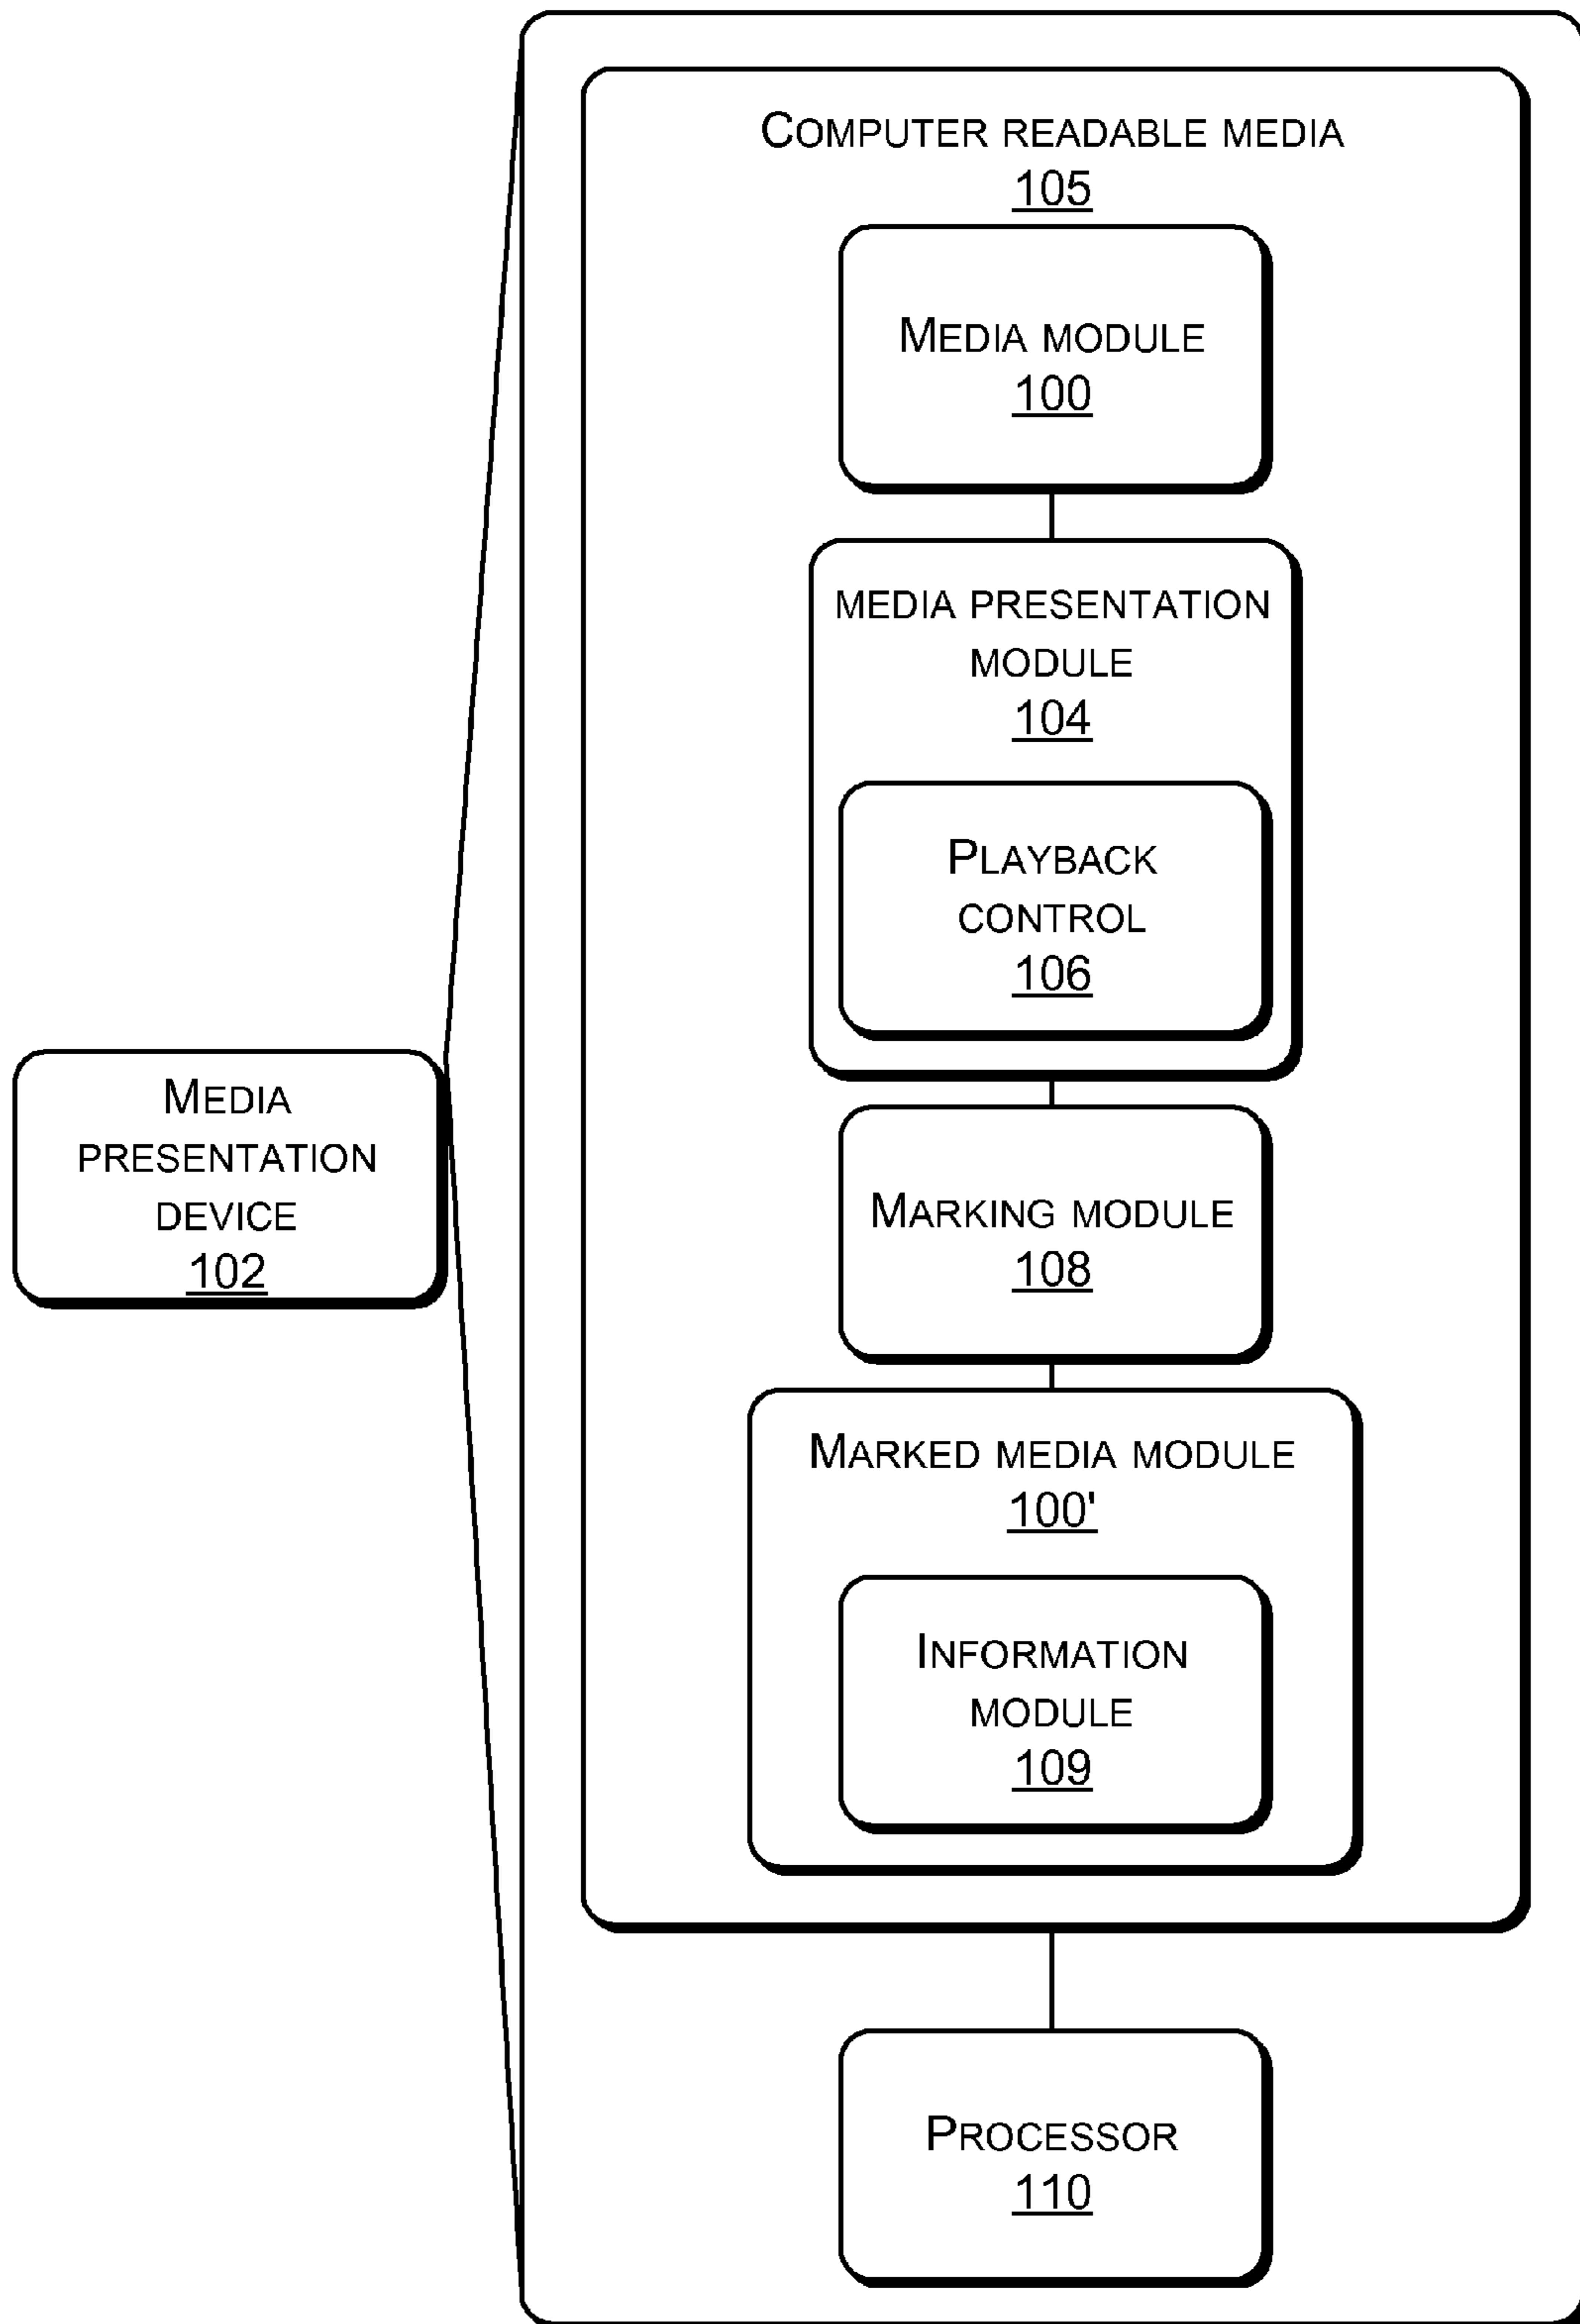 COMPUTER READABLE MEDIA
105
MEDIA MODULE
100
MEDIA PRESENTATION
MODULE
104
PLAYBACK
CONTROL
106
MEDIA
PRESENTATION
DEVICE
102
MARKING MODULE
108
MARKED MEDIA MODULE
100'
INFORMATION
MODULE
109
PROCESSOR
110